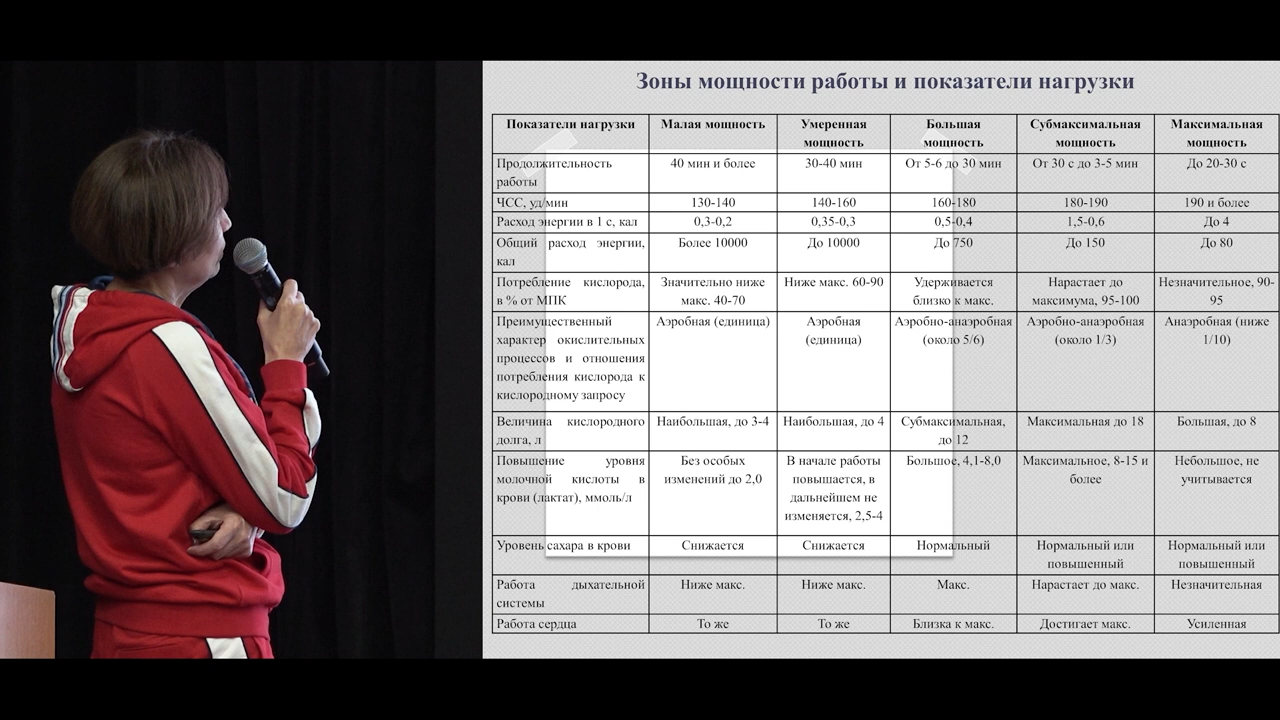 Зоны мощности работы и показатели нагрузки
Показатели нагрузки Малая мощность Умеренная мощность Большая мощность Субмаксимальная мощность Максимальная мощность
Продолжительность работы 40 мин и более 30-40 мин От 5-6 до 30 мин От 30 с до 3-5 мин До 20-30 с
ЧСС, уд/мин 130-140 140-160 160-180 180-190 190 и более
Расход энергии в 1 с, кал 0,3-0,2 0,35-0,3 0,5-0,4 1,5-0,6 До 4
Общий расход энергии, кал Более 10000 До 10000 До 750 До 150 До 80
Потребление кислорода, в % от МПК Значительно ниже макс. 40-70 Ниже макс. 60-90 Удерживается близко к макс. Нарастает до максимума, 95-100 Незначительное, 90-95
Преимущественный характер окислительных процессов и отношения потребления кислорода к кислородному запросу Аэробная (единица) Аэробная (единица) Аэробно-анаэробная (около 5/6) Аэробно-анаэробная (около 1/3) Анаэробная (ниже 1/10)
Величина кислородного долга, л Наибольшая, до 3-4 Наибольшая, до 4 Субмаксимальная, до 12 Максимальная до 18 Большая, до 8
Повышение уровня молочной кислоты в крови (лактат), ммоль/л Без особых изменений до 2,0 В начале работы повышается, в дальнейшем не изменяется, 2,5-4 Большое, 4,1-8,0 Максимальное, 8-15 и более Небольшое, не учитывается
Уровень сахара в крови Снижается Снижается Нормальный Нормальный или повышенный Нормальный или повышенный
Работа дыхательной системы Ниже макс. Ниже макс. Макс. Нарастает до макс. Незначительная
Работа сердца То же То же Близка к макс. Достигает макс. Усиленная